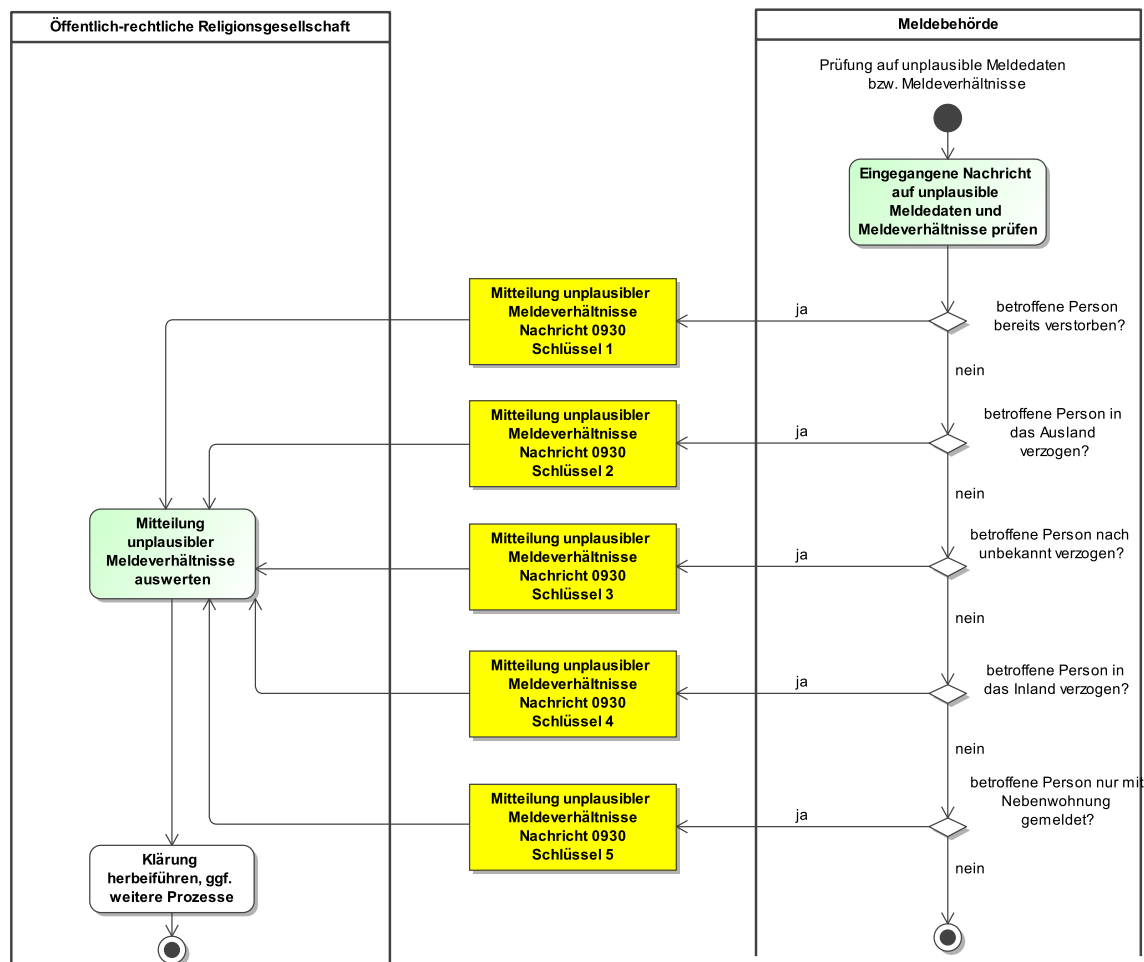 Öffentlich-rechtliche Religionsgesellschaft
Meldebehörde
Prüfung auf unplausible Meldedaten
bzw. Meldeverhältnisse
Eingegangene Nachricht
auf unplausible
Meldedaten und
Meldeverhältnisse prüfen
Mitteilung unplausibler
Meldeverhältnisse
Nachricht 0930
Schlüssel 1
ja
betroffene Person
bereits verstorben?
nein
Mitteilung unplausibler
Meldeverhältnisse
Nachricht 0930
Schlüssel 2
ja
betroffene Person in
das Ausland
verzogen?
nein
Mitteilung
unplausibler
Meldeverhältnisse
auswerten
Mitteilung unplausibler
Meldeverhältnisse
Nachricht 0930
Schlüssel 3
ja
betroffene Person nach
unbekannt verzogen?
nein
Mitteilung unplausibler
Meldeverhältnisse
Nachricht 0930
Schlüssel 4
ja
betroffene Person in
das Inland verzogen?
nein
Mitteilung unplausibler
Meldeverhältnisse
Nachricht 0930
Schlüssel 5
ja
betroffene Person nur mit
Nebenwohnung
gemeldet?
nein
Klärung
herbeiführen, ggf.
weitere Prozesse